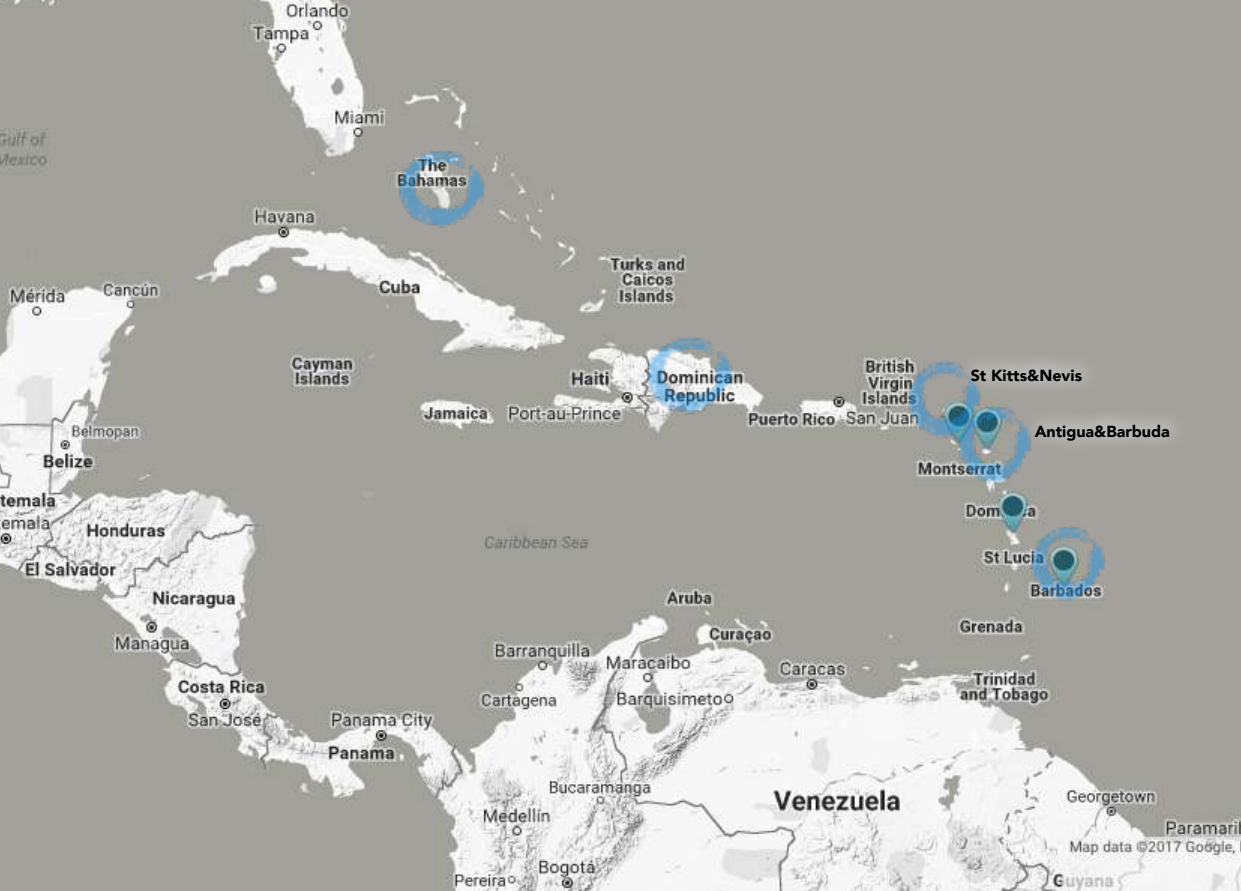 Orlando
Tampa
Miami
Gulf of
Mexico
The
Bahamas
Havana
Turks and
Caicos
Islands
Cuba
Mérida
Cancún
Cayman
Islands
Haiti
Dominican
Republic
British
Virgin
Islands
St Kitts&Nevis
Jamaica
Port-au-Prince
Puerto Rico
San Juan
Antigua&Barbuda
Belmopan
Belize
Montserrat
temala
emala
Honduras
Caribbean Sea
St Lucia
Barbados
El Salvador
Nicaragua
Aruba
Grenada
Managua
Curaçao
Barranquilla
Maracaibo
Caracas
Costa Rica
Cartagena
Barquisimeto
Trinidad
and Tobago
San José
Panama City
Panama
Bucaramanga
Venezuela
Georgetown
Medellín
Paramari
Map data ©2017 Google,
Bogotá
Pereira
Guyana